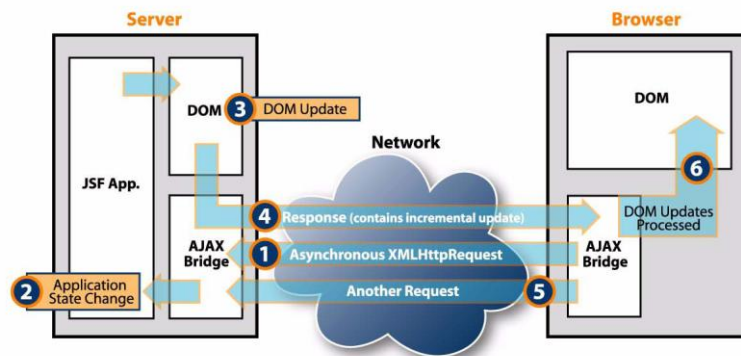 Server
Browser
DOM
3 DOM Update
DOM
Network
JSF App.
6
4 Response (contains incremental update)
DOM Updates
Processed
AJAX
Bridge
1 Asynchronous XMLHttpRequest
AJAX
Bridge
2 Application
State Change
Another Request 5